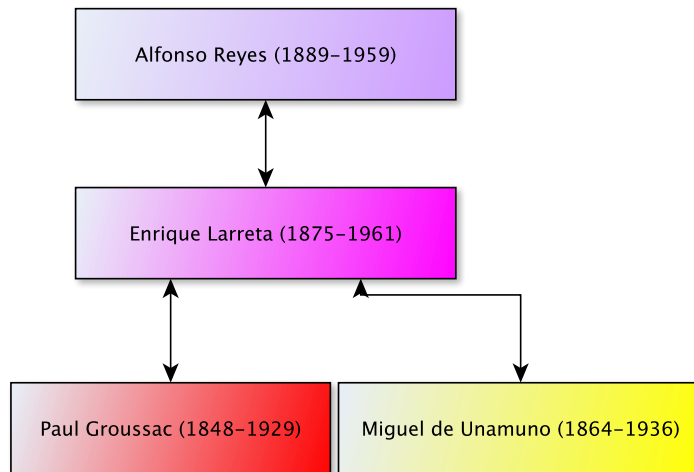 Alfonso Reyes (1889–1959)
Enrique Larreta (1875–1961)
Paul Groussac (1848–1929)
Miguel de Unamuno (1864–1936)